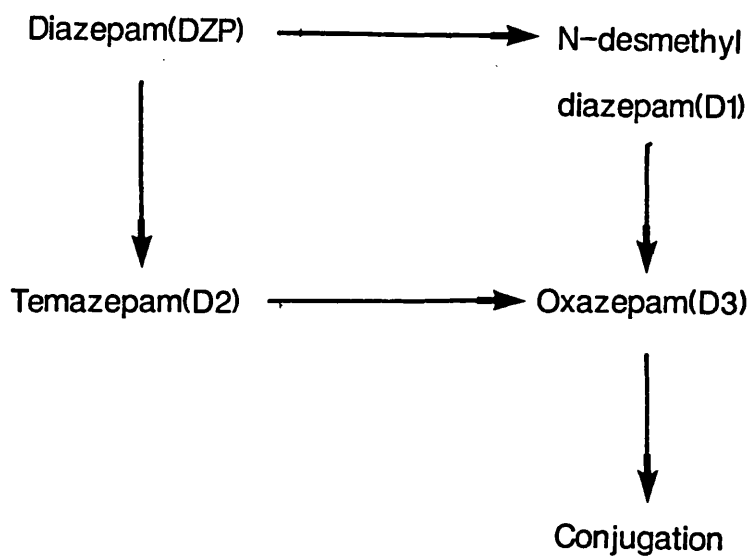 Diazepam(DZP)
N-desmethyl
diazepam(D1)
Temazepam(D2)
Oxazepam(D3)
Conjugation